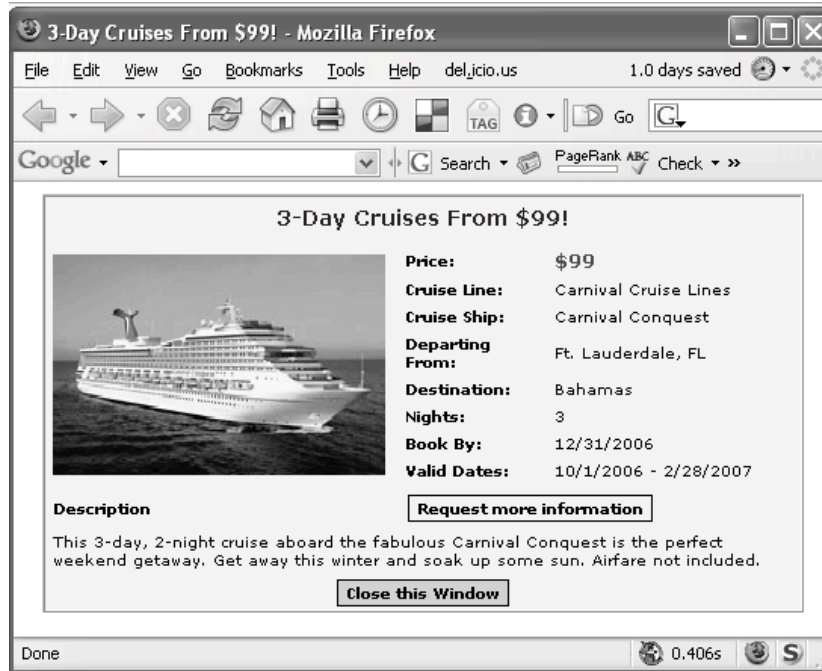 3-Day Cruises From $99! - Mozilla Firefox
File Edit View Go Bookmarks Tools Help del.icio.us 1.0 days saved
TAG Go G
Google Search PageRank ABC Check »
3-Day Cruises From $99!
Price: $99
Cruise Line: Carnival Cruise Lines
Cruise Ship: Carnival Conquest
Departing From: Ft. Lauderdale, FL
Destination: Bahamas
Nights: 3
Book By: 12/31/2006
Valid Dates: 10/1/2006 - 2/28/2007
Description Request more information
This 3-day, 2-night cruise aboard the fabulous Carnival Conquest is the perfect
weekend getaway. Get away this winter and soak up some sun. Airfare not included.
Close this Window
Done 0.406s S